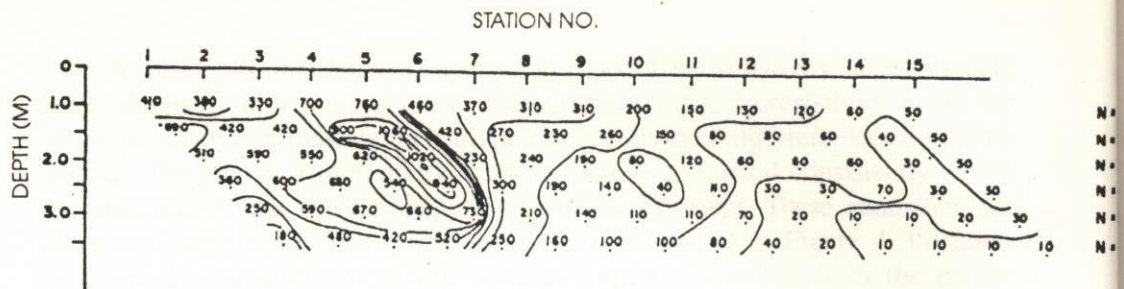 STATION NO.
1 2 3 4 5 6 7 8 9 10 11 12 13 14 15
0
DEPTH (M)
1.0 410 380 330 700 760 460 370 310 310 200 150 130 120 60 50 N=
690 420 420 900 1060 420 270 230 260 150 80 80 60 40 50 N=
2.0 510 590 550 620 1020 230 240 190 80 120 60 60 60 30 50 N=
360 600 680 540 840 300 190 140 40 110 30 30 70 30 50 N=
3.0 250 590 670 660 730 210 140 110 110 70 20 10 10 20 30 N=
180 480 420 520 250 160 100 100 80 40 20 10 10 10 10 N=